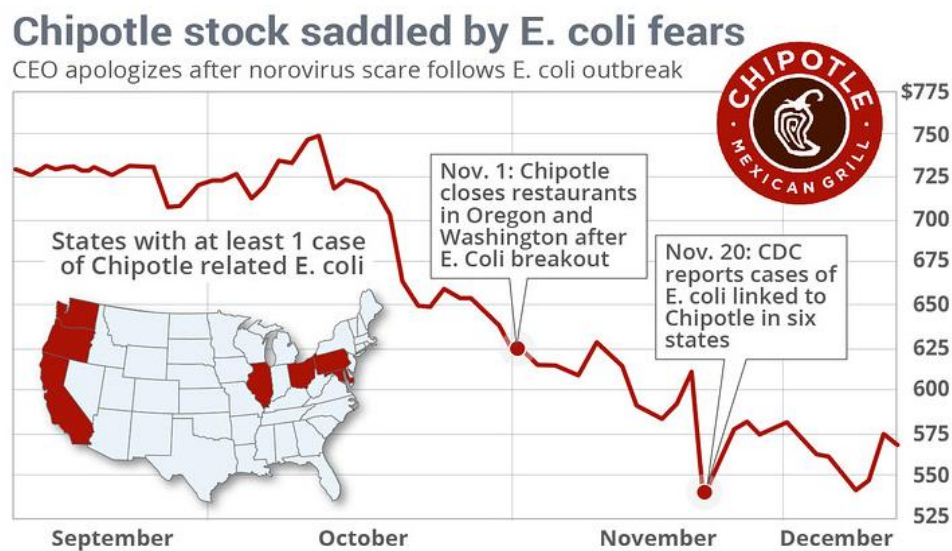 Chipotle stock saddled by E. coli fears
CEO apologizes after norovirus scare follows E. coli outbreak
CHIPOTLE
MEXICAN GRILL
$775
750
725
700
675
650
625
600
575
550
525
Nov. 1: Chipotle
closes restaurants
in Oregon and
Washington after
E. Coli breakout
Nov. 20: CDC
reports cases of
E. coli linked to
Chipotle in six
states
States with at least 1 case
of Chipotle related E. coli
September
October
November
December